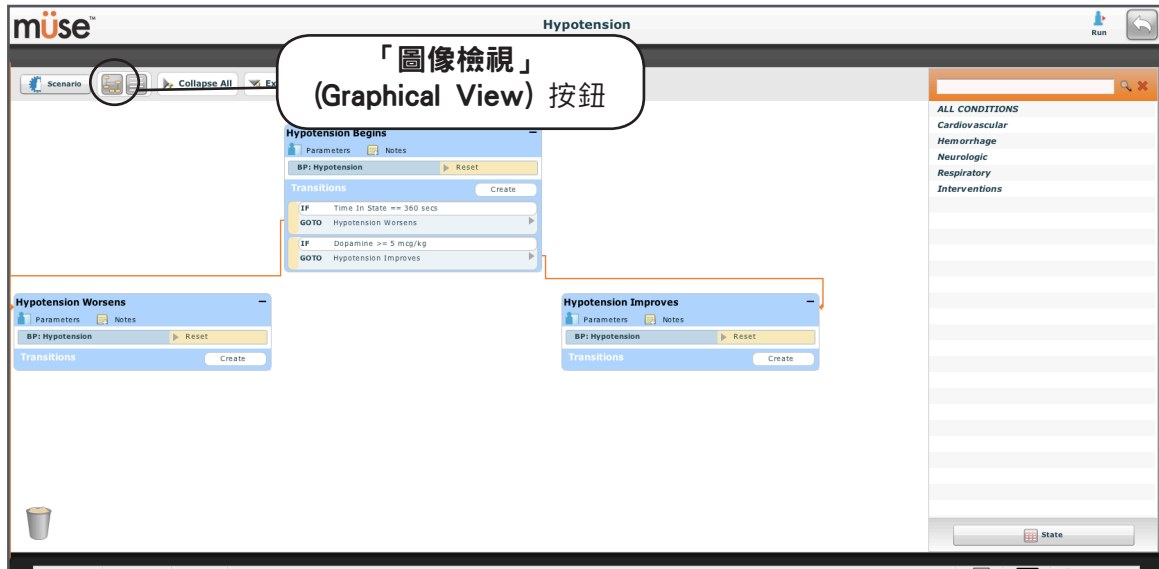 müse™
Hypotension
Run
「圖像檢視」
(Graphical View) 按鈕
Scenario
Collapse All
Hypotension Begins
Parameters Notes
BP: Hypotension Reset
Transitions Create
IF Time In State == 360 secs
GOTO Hypotension Worsens
IF Dopamine >= 5 mcg/kg
GOTO Hypotension Improves
Hypotension Worsens
Parameters Notes
BP: Hypotension Reset
Transitions Create
Hypotension Improves
Parameters Notes
BP: Hypotension Reset
Transitions Create
ALL CONDITIONS
Cardiovascular
Hemorrhage
Neurologic
Respiratory
Interventions
State